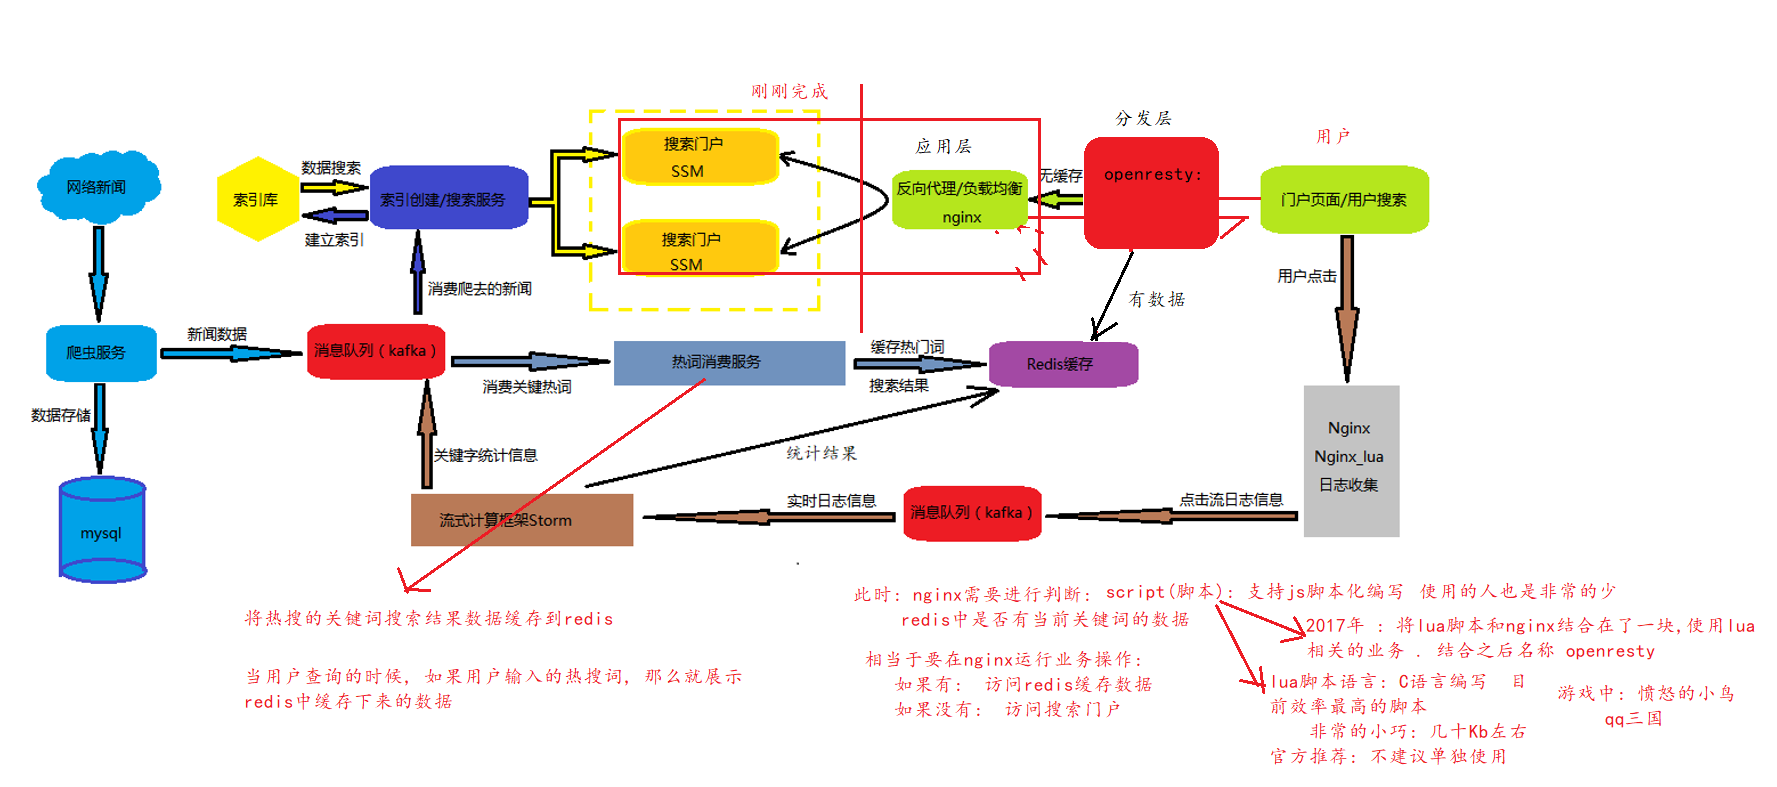 刚刚完成
分发层
用户
应用层
搜索门户
SSM
网络新闻
索引库
数据搜索
建立索引
索引创建/搜索服务
反向代理/负载均衡
nginx
无缓存
openresty:
门户页面/用户搜索
搜索门户
SSM
消费爬去的新闻
用户点击
有数据
爬虫服务
新闻数据
消息队列（kafka）
消费关键热词
热词消费服务
缓存热门词
搜索结果
Redis缓存
数据存储
关键字统计信息
统计结果
Nginx
Nginx_lua
日志收集
mysql
流式计算框架Storm
实时日志信息
消息队列（kafka）
点击流日志信息
将热搜的关键词搜索结果数据缓存到redis
当用户查询的时候, 如果用户输入的热搜词, 那么就展示
redis中缓存下来的数据
此时: nginx需要进行判断:
redis中是否有当前关键词的数据
相当于要在nginx运行业务操作:
如果有: 访问redis缓存数据
如果没有: 访问搜索门户
script(脚本): 支持js脚本化编写 使用的人也是非常的少
2017年 : 将lua脚本和nginx结合在了一块,使用lua
相关的业务 . 结合之后名称 openresty
lua脚本语言: C语言编写 目
前效率最高的脚本
非常的小巧: 几十Kb左右
官方推荐: 不建议单独使用
游戏中: 愤怒的小鸟
qq三国